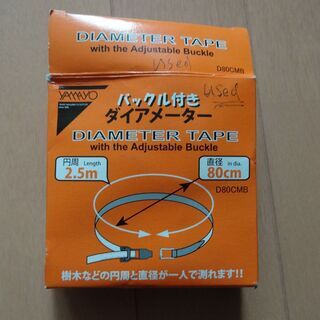 DIAMETER TAPE
with the Adjustable Buckle
used
D80CMB
YAMAYO
used
バックル付き
ダイアメーター
DIAMETER TAPE
with the Adjustable Buckle
円周 Length
2.5m
直径 in dia.
80cm
D80CMB
樹木などの円周と直径が一人で測れます!!